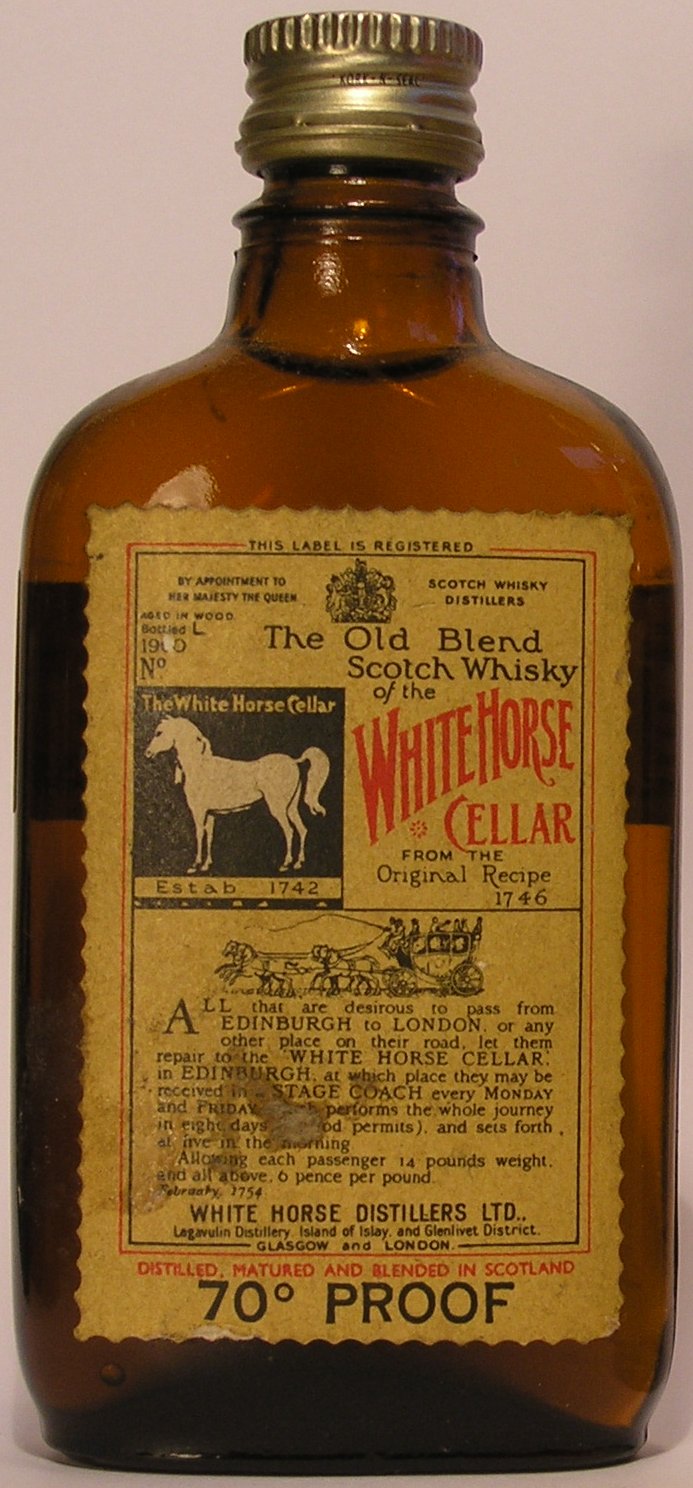 KORK-N-SEAL
THIS LABEL IS REGISTERED
BY APPOINTMENT TO
HER MAJESTY THE QUEEN
SCOTCH WHISKY
DISTILLERS
AGED IN WOOD.
Bottled L
Nº
The Old Blend
Scotch Whisky
of the
The White Horse Cellar
WHITE HORSE
CELLAR
FROM THE
Original Recipe
1746
Estab 1742
ALL that are desirous to pass from
EDINBURGH to LONDON, or any
other place on their road, let them
repair to the "WHITE HORSE CELLAR",
in EDINBURGH, at which place they may be
received in a STAGE COACH every MONDAY
and FRIDAY, performs the whole journey
in eight days permits), and sets forth
at five in the morning
Allowing each passenger 14 pounds weight,
and all above, 6 pence per pound
February, 1754
WHITE HORSE DISTILLERS LTD.,
Lagavulin Distillery, Island of Islay, and Glenlivet District.
GLASGOW and LONDON.
DISTILLED, MATURED AND BLENDED IN SCOTLAND
70° PROOF